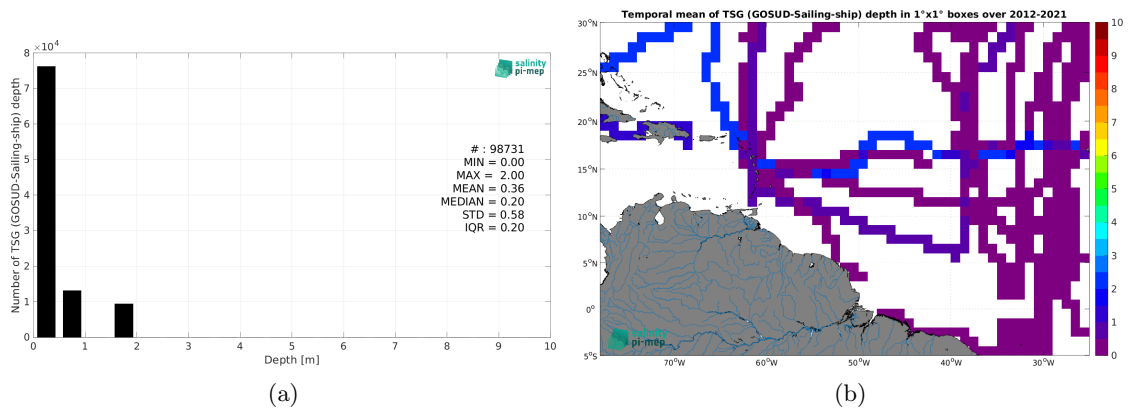 ×10⁴
8
7
6
5
4
3
2
1
0
Number of TSG (GOSUD-Sailing-ship) depth
salinity
pi-mep
# : 98731
MIN = 0.00
MAX = 2.00
MEAN = 0.36
MEDIAN = 0.20
STD = 0.58
IQR = 0.20
0 1 2 3 4 5 6 7 8 9 10
Depth [m]
(a)
Temporal mean of TSG (GOSUD-Sailing-ship) depth in 1°x1° boxes over 2012-2021
30°N
25°N
20°N
15°N
10°N
5°N
0°
5°S
salinity
pi-mep
70°W 60°W 50°W 40°W 30°W
10
9
8
7
6
5
4
3
2
1
0
(b)